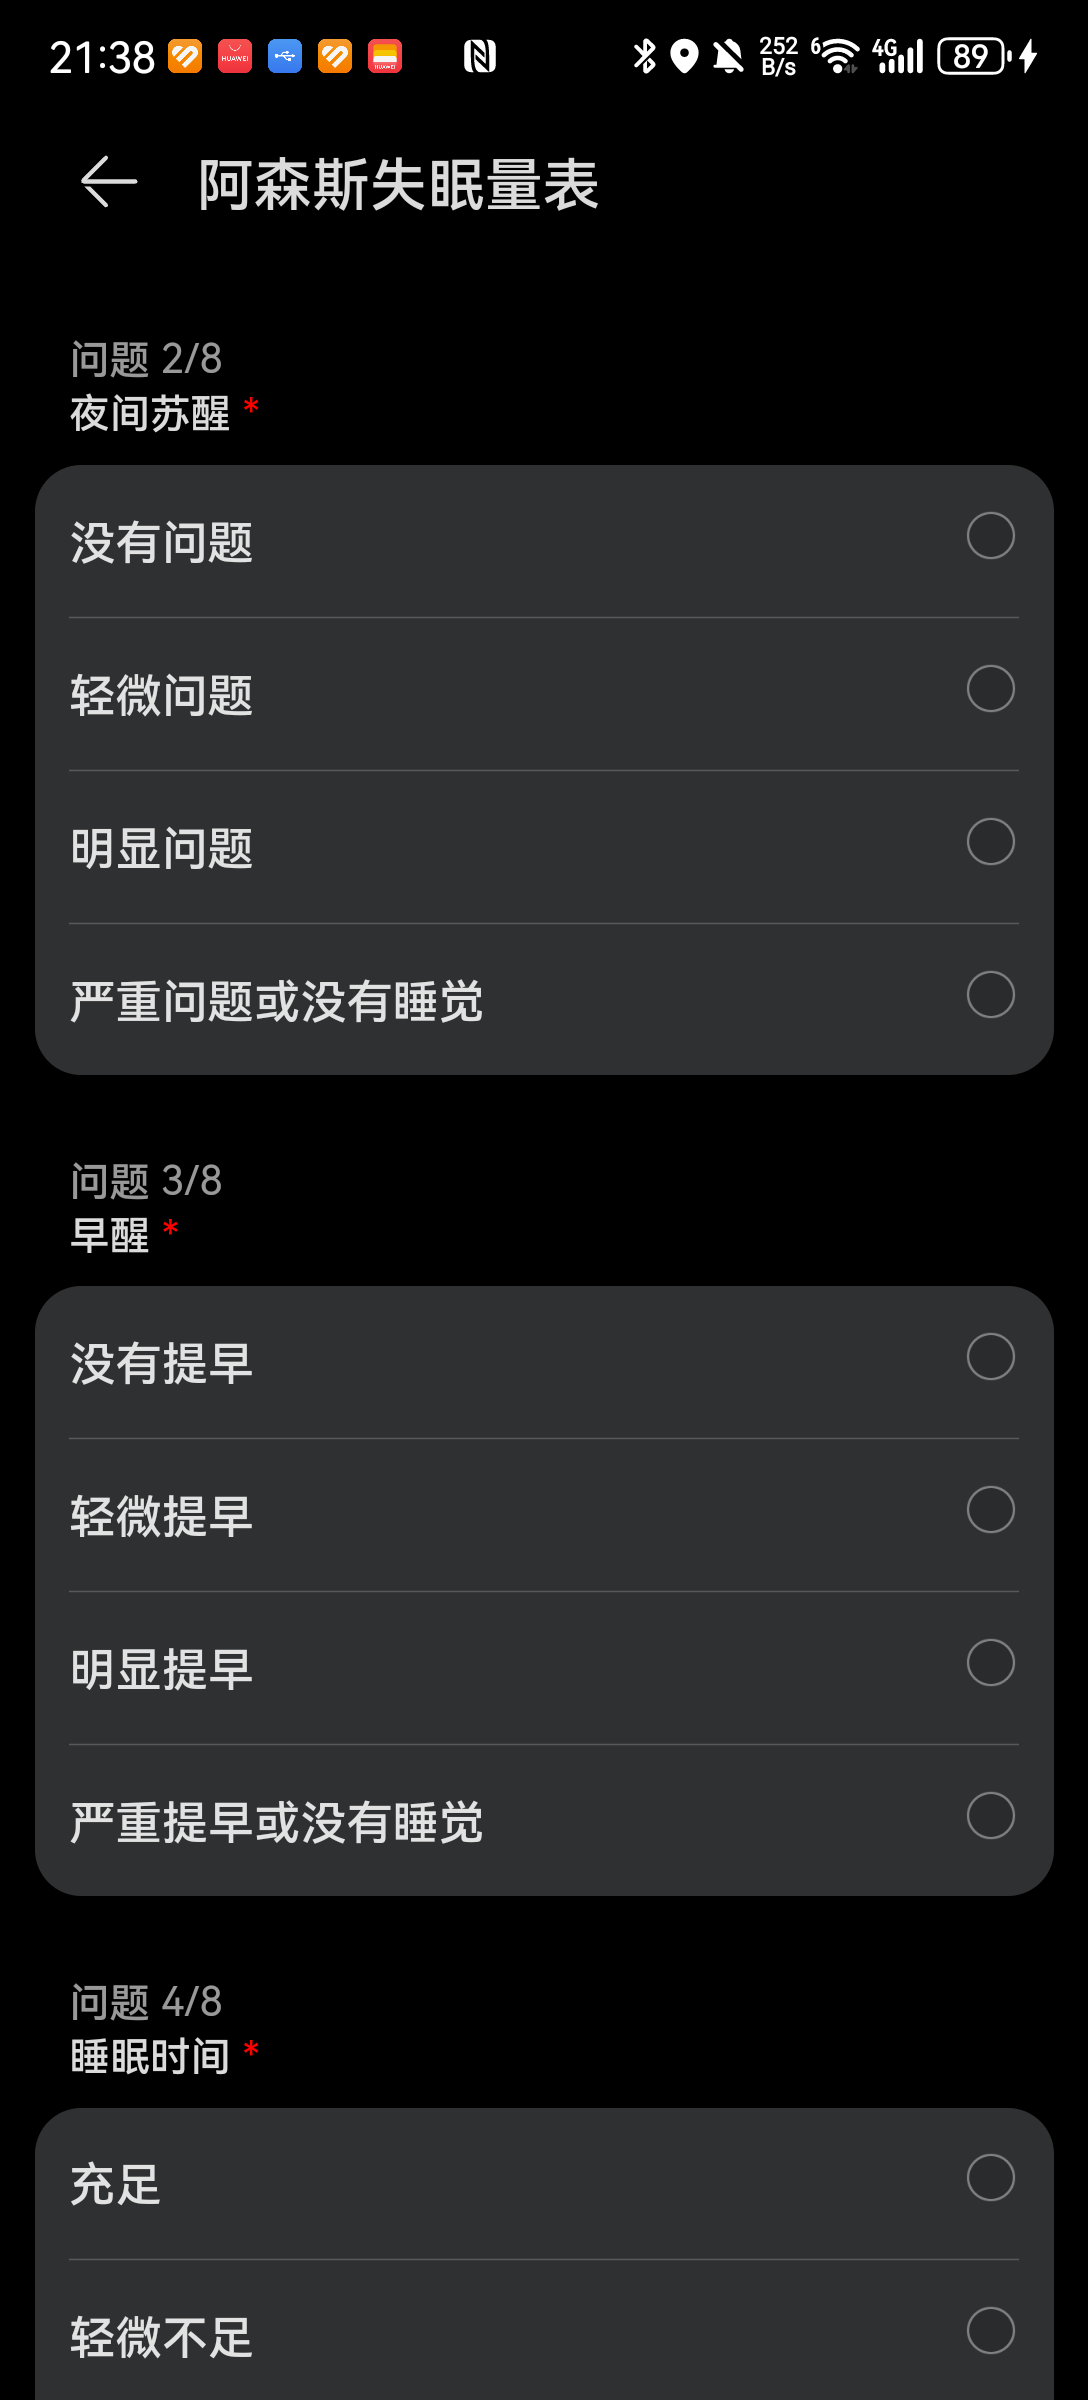 21:38
252 B/s
6
4G
89
阿森斯失眠量表
问题 2/8
夜间苏醒 *
没有问题
轻微问题
明显问题
严重问题或没有睡觉
问题 3/8
早醒 *
没有提早
轻微提早
明显提早
严重提早或没有睡觉
问题 4/8
睡眠时间 *
充足
轻微不足